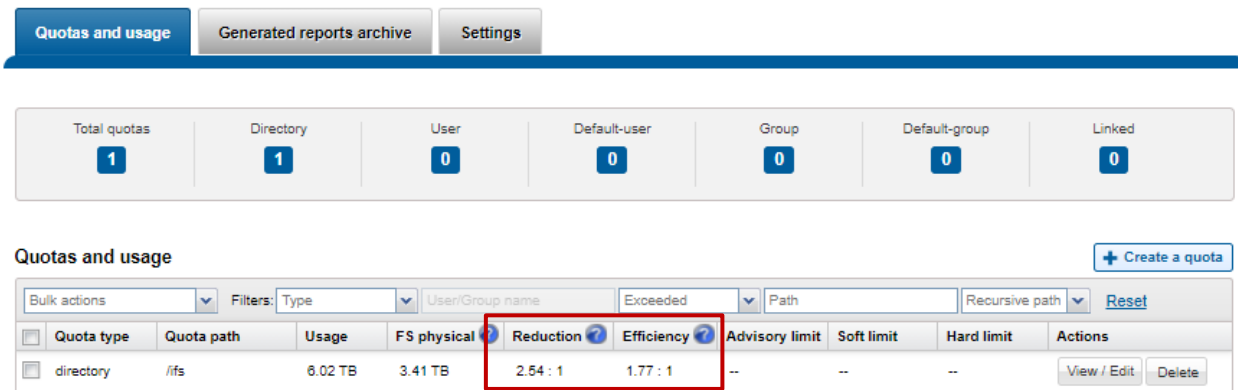 Quotas and usage Generated reports archive Settings
Total quotas Directory User Default-user Group Default-group Linked
1 1 0 0 0 0 0
Quotas and usage
+ Create a quota
Bulk actions Filters: Type User/Group name Exceeded Path Recursive path Reset
Quota type Quota path Usage FS physical ? Reduction ? Efficiency ? Advisory limit Soft limit Hard limit Actions
directory /ifs 6.02 TB 3.41 TB 2.54 : 1 1.77 : 1 -- -- -- View / Edit Delete